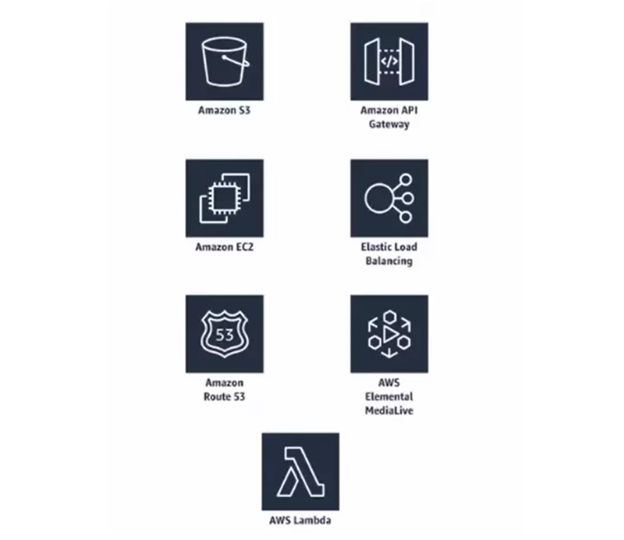 Amazon S3
Amazon API
Gateway
</>
Amazon EC2
Elastic Load
Balancing
53
Amazon
Route 53
AWS
Elemental
MediaLive
AWS Lambda